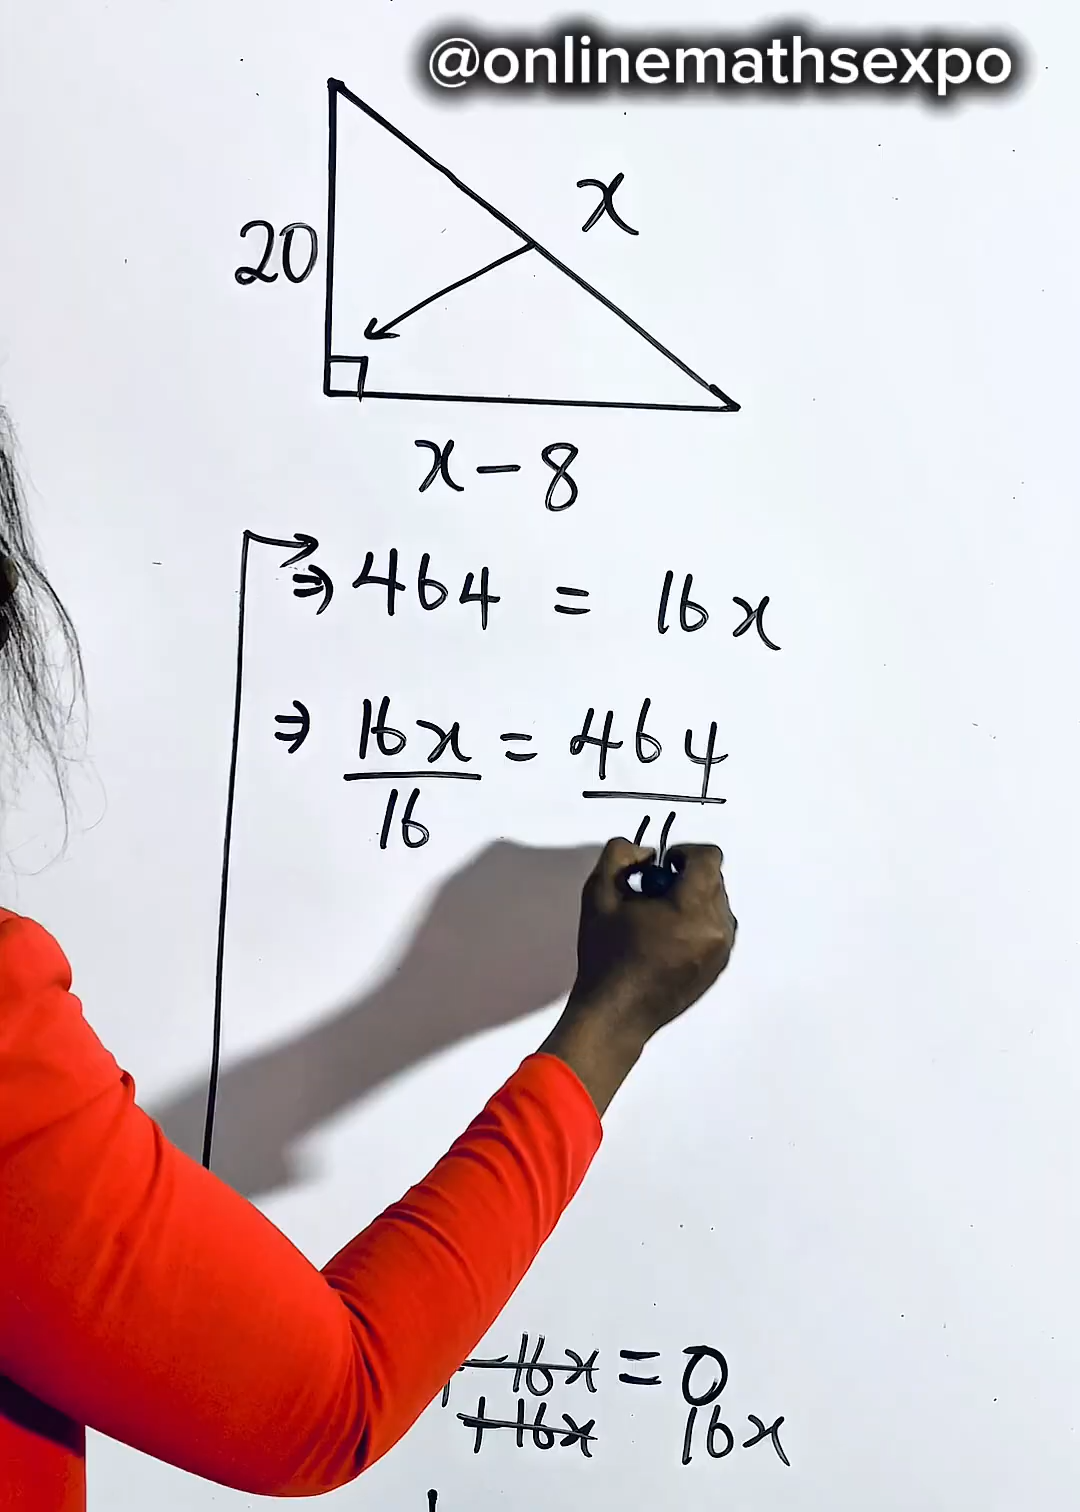 @onlinemathsexpo
x
20
x - 8
⇒ 464 = 16x
⇒ 16x = 464
16
- 16x = 0
+ 16x 16x